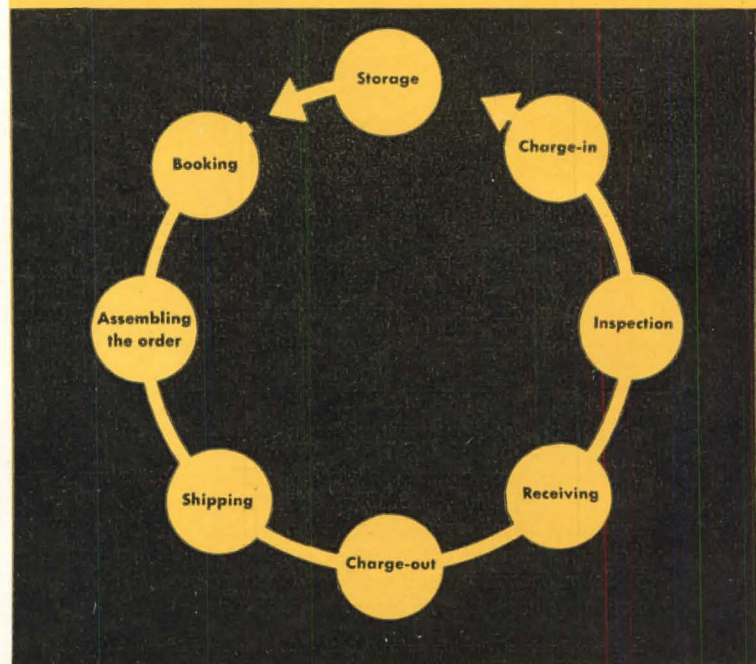 Storage
Charge-in
Booking
Assembling
the order
Inspection
Shipping
Receiving
Charge-out